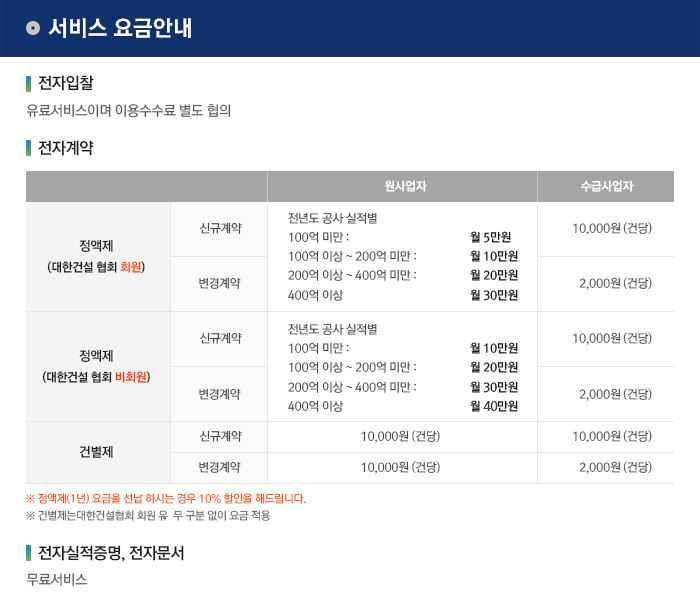 서비스 요금안내
전자입찰
유료서비스이며 이용수수료 별도 협의
전자계약
원사업자 수급사업자
정액제
(대한건설 협회 회원)
신규계약
변경계약
전년도 공사 실적별
100억 미만 : 월 5만원
100억 이상 ~ 200억 미만 : 월 10만원
200억 이상 ~ 400억 미만 : 월 20만원
400억 이상 월 30만원
10,000원 (건당)
2,000원 (건당)
정액제
(대한건설 협회 비회원)
신규계약
변경계약
전년도 공사 실적별
100억 미만 : 월 10만원
100억 이상 ~ 200억 미만 : 월 20만원
200억 이상 ~ 400억 미만 : 월 30만원
400억 이상 월 40만원
10,000원 (건당)
2,000원 (건당)
건별제
신규계약 10,000원 (건당) 10,000원 (건당)
변경계약 10,000원 (건당) 2,000원 (건당)
※ 정액제(1년) 요금을 선납 하시는 경우 10% 할인을 해드립니다.
※ 건별제는대한건설협회 회원 유, 무 구분 없이 요금 적용
전자실적증명, 전자문서
무료서비스